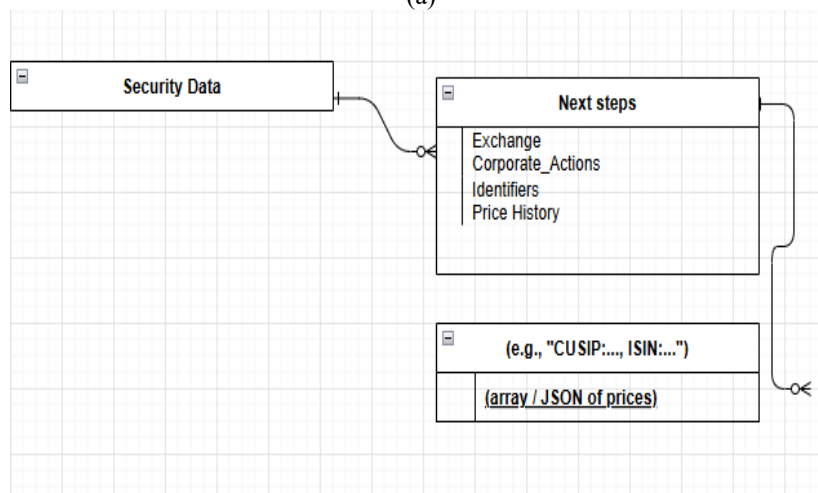 (a)
Security Data
Next steps
Exchange
Corporate_Actions
Identifiers
Price History
(e.g., "CUSIP:..., ISIN:...")
(array / JSON of prices)